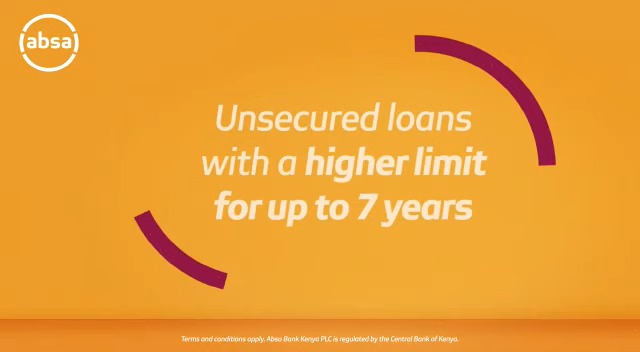 absa
Unsecured loans
with a higher limit
for up to 7 years
Terms and conditions apply. Absa Bank Kenya PLC is regulated by the Central Bank of Kenya.